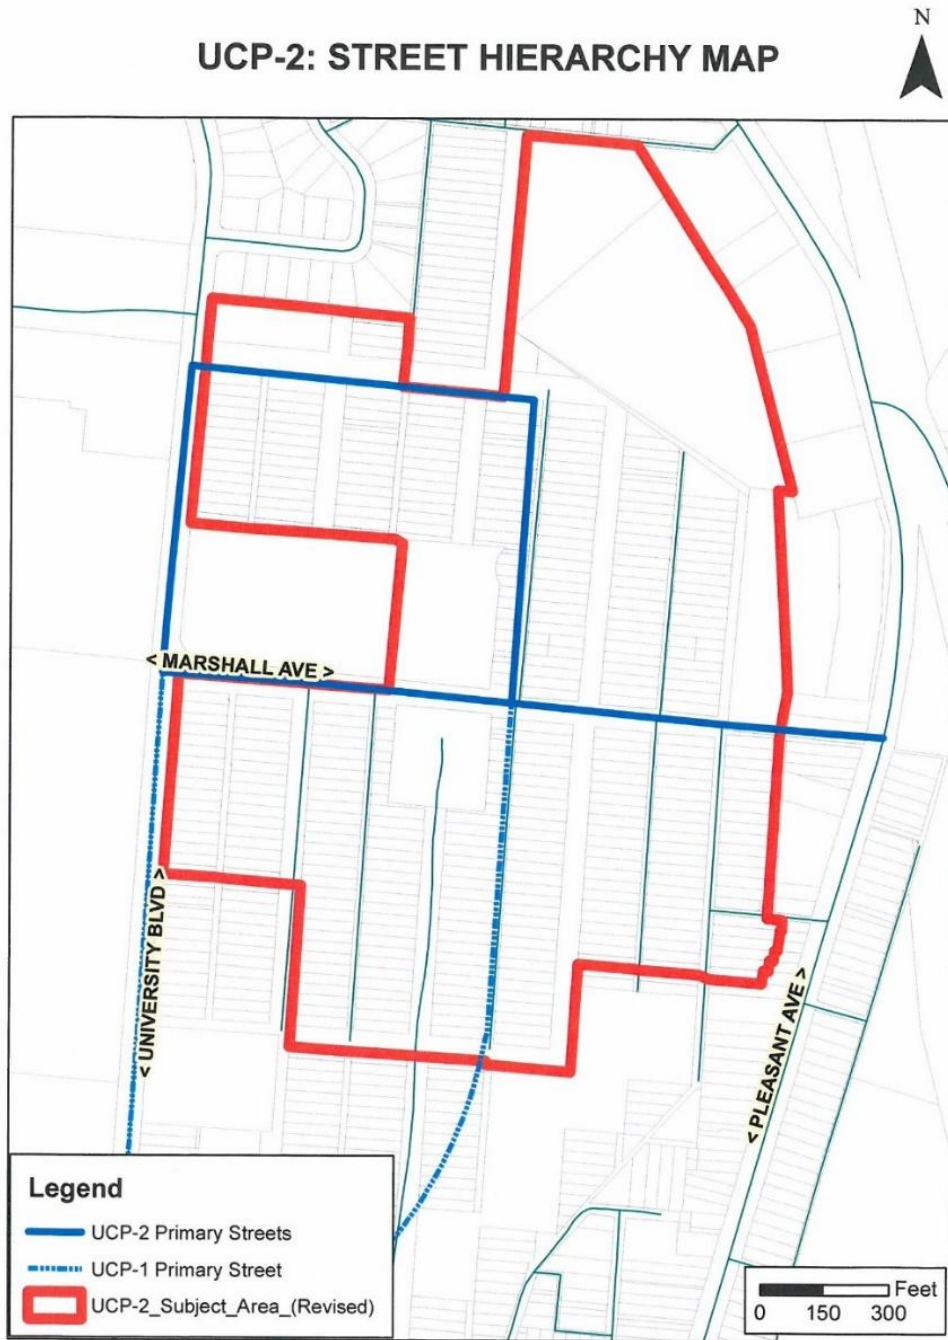 N
UCP-2: STREET HIERARCHY MAP
< MARSHALL AVE >
< UNIVERSITY BLVD >
< PLEASANT AVE >
Legend
UCP-2 Primary Streets
UCP-1 Primary Street
UCP-2_Subject_Area_(Revised)
Feet
0 150 300